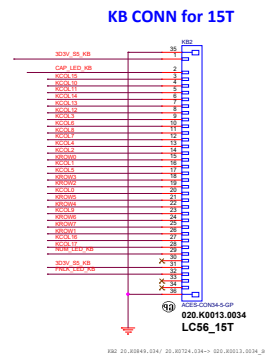 KB CONN for 15T
KB2
35
3D3V_S5_KB 1
CAP_LED_KB 2
KCOL15 3
KCOL10 4
KCOL11 5
KCOL14 6
KCOL13 7
KCOL12 8
KCOL3 9
KCOL6 10
KCOL8 11
KCOL7 12
KCOL4 13
KCOL2 14
KROW0 15
KCOL1 16
KCOL5 17
KROW3 18
KROW2 19
KCOL0 20
KROW5 21
KROW4 22
KCOL9 23
KROW6 24
KROW7 25
KROW1 26
KCOL16 27
KCOL17 28
NUM_LED_KB 29
30
3D3V_S5_KB 31
PWLK_LED_KB 32
33
34
36
ACES-CON34-5-GP
020.K0013.0034
LC56_15T
KB2 20.K0849.034/ 20.K0724.034-> 020.K0013.0034_B